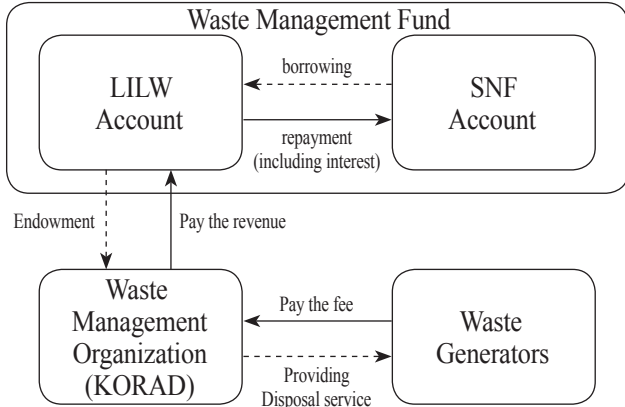 Waste Management Fund
LILW
Account
borrowing
repayment
(including interest)
SNF
Account
Endowment
Pay the revenue
Waste
Management
Organization
(KORAD)
Pay the fee
Providing
Disposal service
Waste
Generators